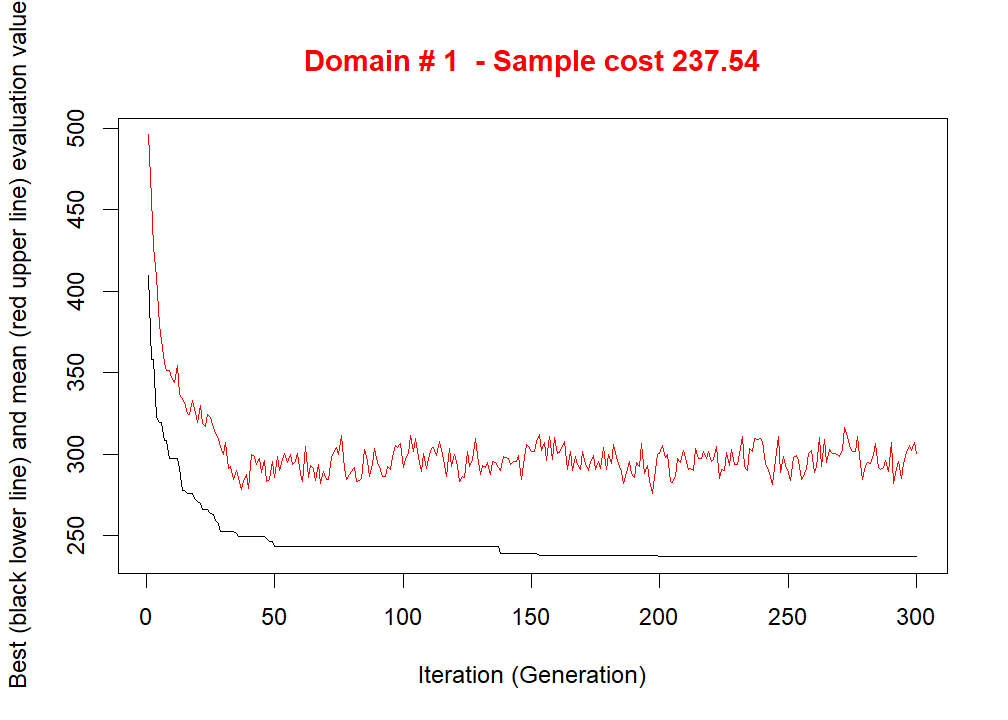 Domain # 1  - Sample cost 237.54
Best (black lower line) and mean (red upper line) evaluation value
500
450
400
350
300
250
0 50 100 150 200 250 300
Iteration (Generation)